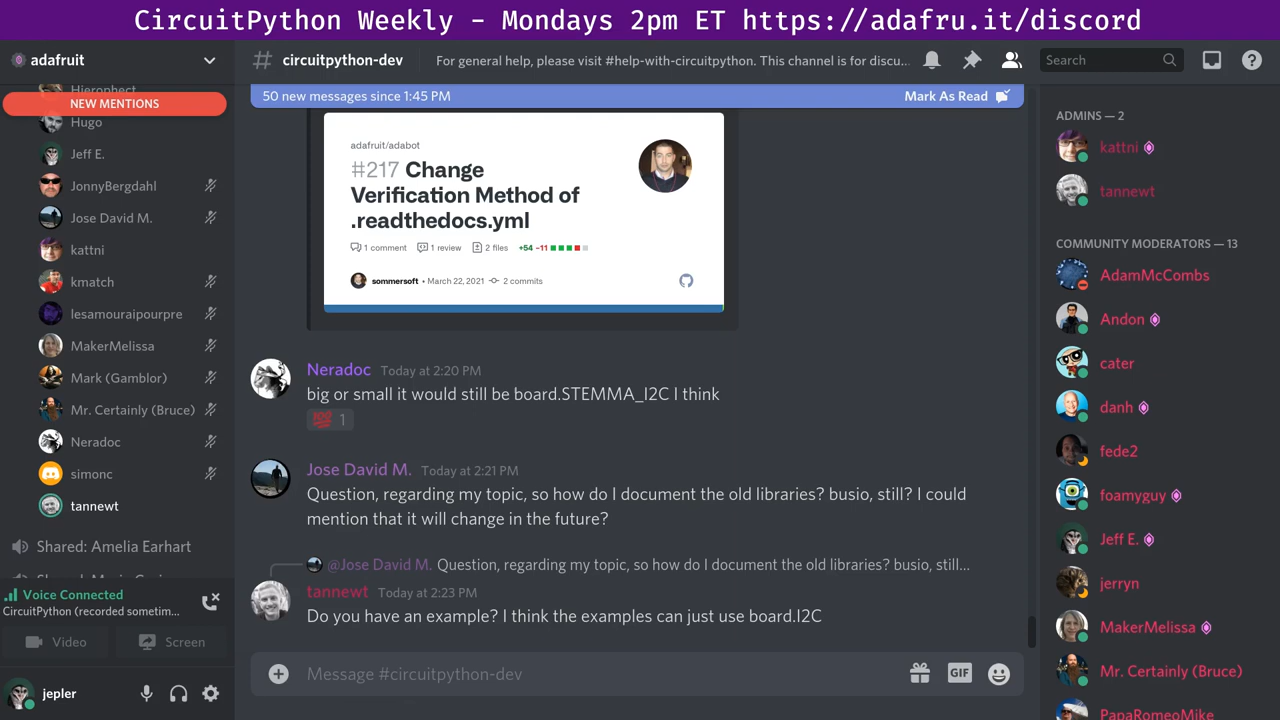 CircuitPython Weekly - Mondays 2pm ET https://adafru.it/discord
adafruit
# circuitpython-dev
For general help, please visit #help-with-circuitpython. This channel is for discu...
Search
Hierophect
NEW MENTIONS
Hugo
Jeff E.
JonnyBergdahl
Jose David M.
kattni
kmatch
lesamouraipourpre
MakerMelissa
Mark (Gamblor)
Mr. Certainly (Bruce)
Neradoc
simonc
tannewt
Shared: Amelia Earhart
Voice Connected
CircuitPython (recorded sometim...
Video
Screen
jepler
50 new messages since 1:45 PM
Mark As Read
adafruit/adabot
#217 Change
Verification Method of
.readthedocs.yml
1 comment 1 review 2 files +54 −11
sommersoft • March 22, 2021 2 commits
Neradoc Today at 2:20 PM
big or small it would still be board.STEMMA_I2C I think
💯 1
Jose David M. Today at 2:21 PM
Question, regarding my topic, so how do I document the old libraries? busio, still? I could
mention that it will change in the future?
@Jose David M. Question, regarding my topic, so how do I document the old libraries? busio, still...
tannewt Today at 2:23 PM
Do you have an example? I think the examples can just use board.I2C
Message #circuitpython-dev
GIF
ADMINS — 2
kattni
tannewt
COMMUNITY MODERATORS — 13
AdamMcCombs
Andon
cater
danh
fede2
foamyguy
Jeff E.
jerryn
MakerMelissa
Mr. Certainly (Bruce)
PapaRomeoMike